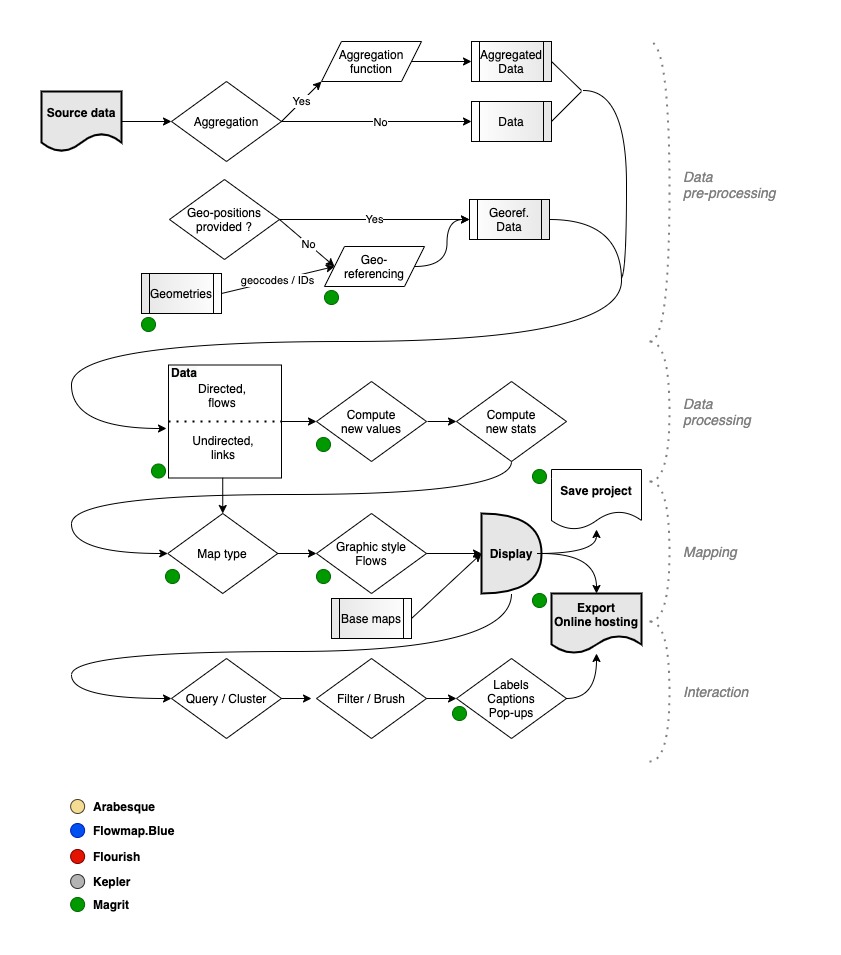 Aggregation
function
Aggregated
Data
Source data
Yes
Aggregation
No
Data
Data
pre-processing
Geo-positions
provided ?
Yes
Georef.
Data
No
Geo-
referencing
geocodes / IDs
Geometries
Data
Directed,
flows
Undirected,
links
Compute
new values
Compute
new stats
Data
processing
Save project
Map type
Graphic style
Flows
Display
Mapping
Base maps
Export
Online hosting
Query / Cluster
Filter / Brush
Labels
Captions
Pop-ups
Interaction
Arabesque
Flowmap.Blue
Flourish
Kepler
Magrit